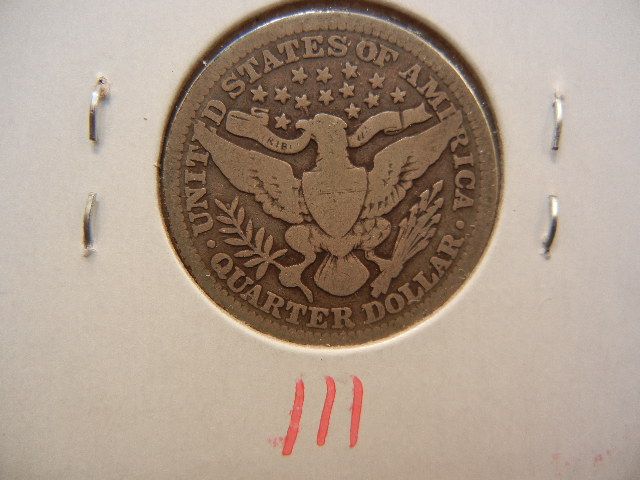 UNITED STATES OF AMERICA
· QUARTER DOLLAR ·
111